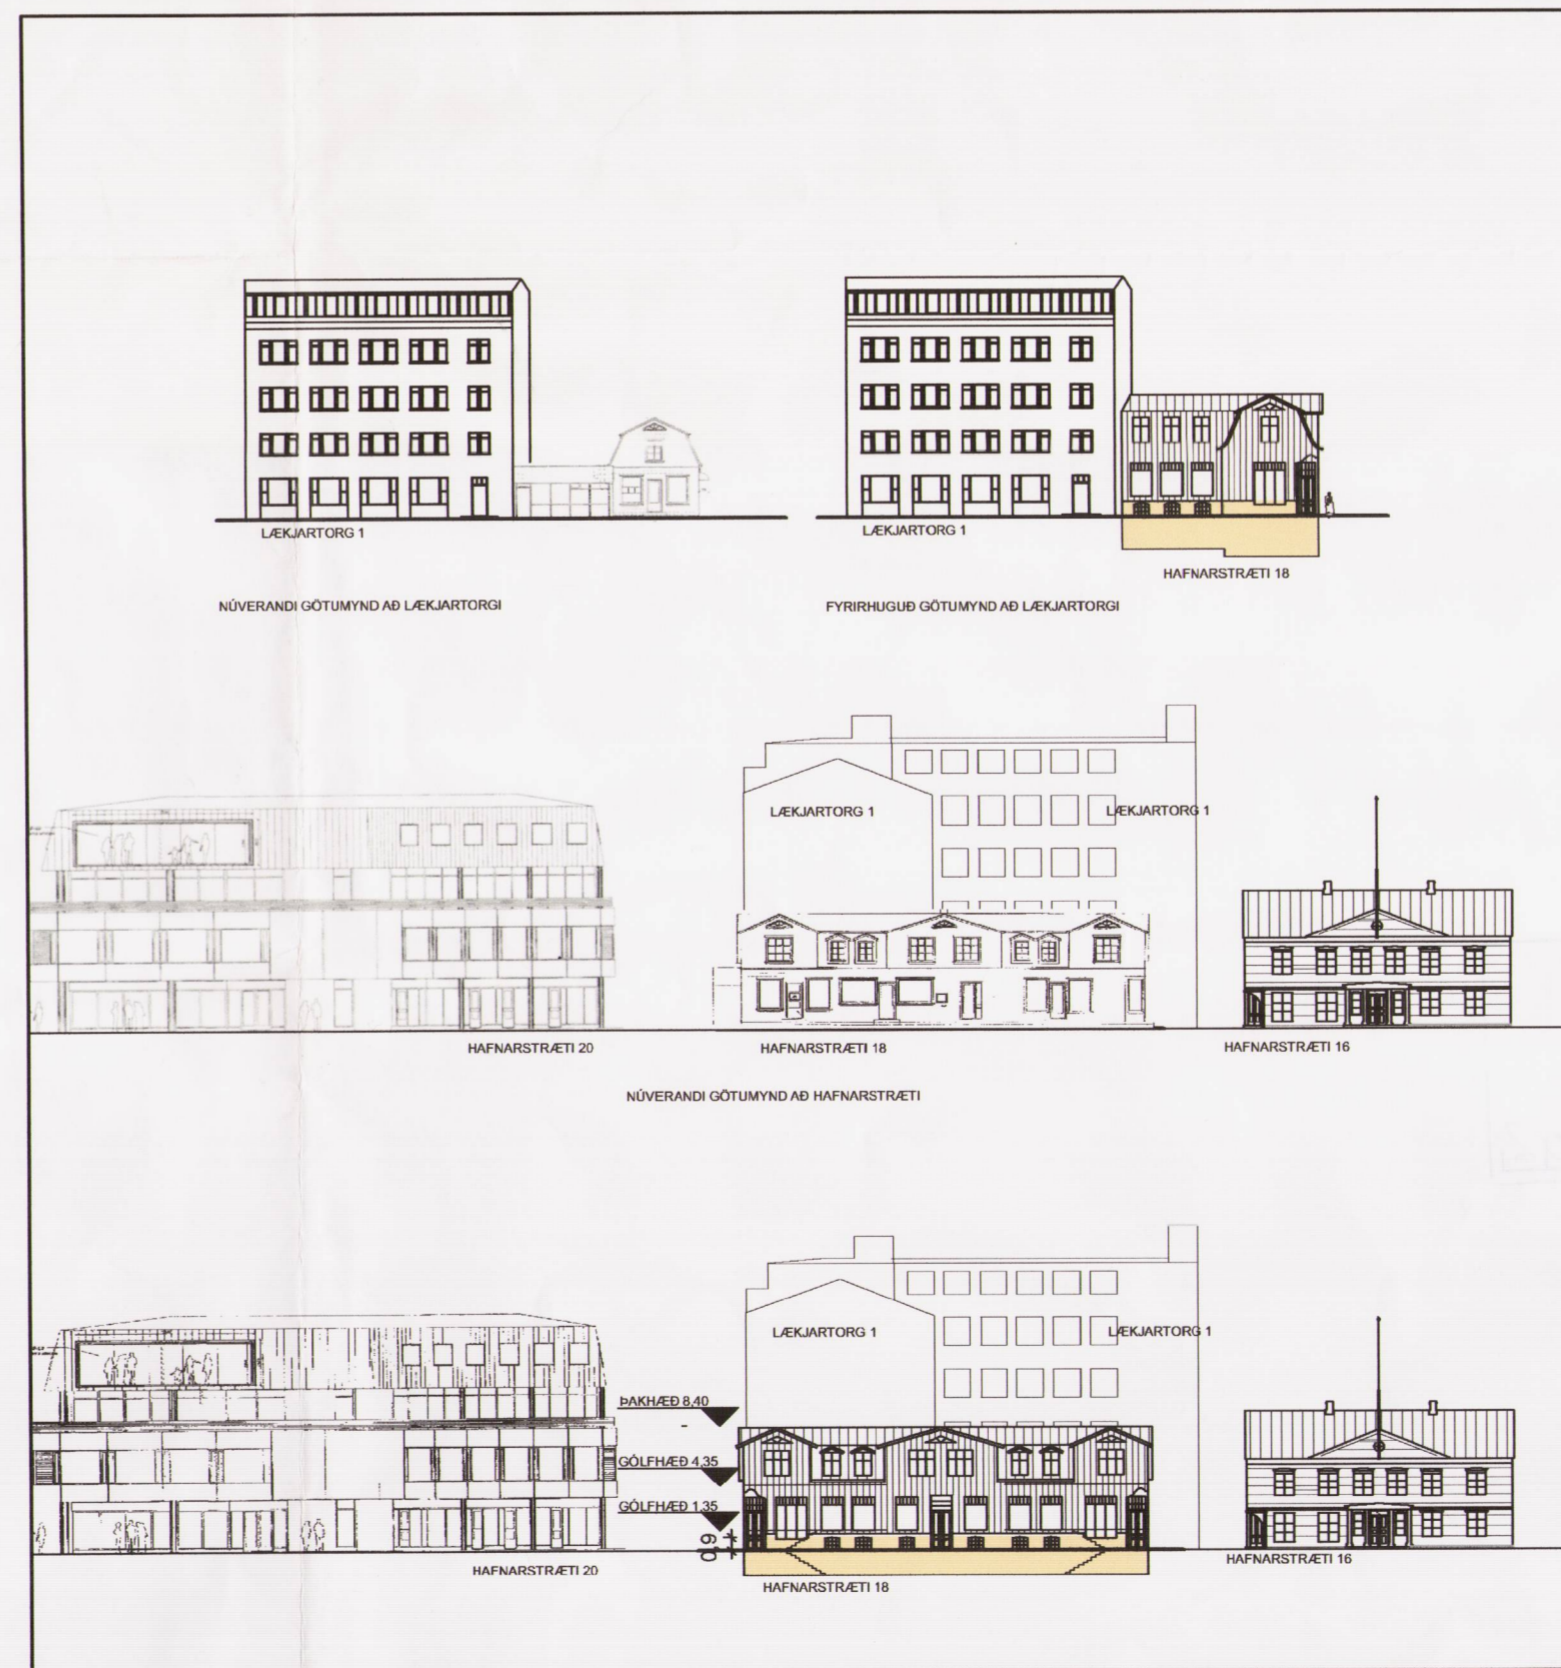 LÆKJARTORG 1
LÆKJARTORG 1
HAFNARSTRÆTI 18
NÚVERANDI GÖTUMYND AÐ LÆKJARTORGI
FYRIRHUGUÐ GÖTUMYND AÐ LÆKJARTORGI
LÆKJARTORG 1
LÆKJARTORG 1
HAFNARSTRÆTI 20
HAFNARSTRÆTI 18
HAFNARSTRÆTI 16
NÚVERANDI GÖTUMYND AÐ HAFNARSTRÆTI
LÆKJARTORG 1
LÆKJARTORG 1
ÞAKHÆÐ 8,40
GÓLFHÆÐ 4,35
GÓLFHÆÐ 1,35
HAFNARSTRÆTI 20
HAFNARSTRÆTI 18
HAFNARSTRÆTI 16